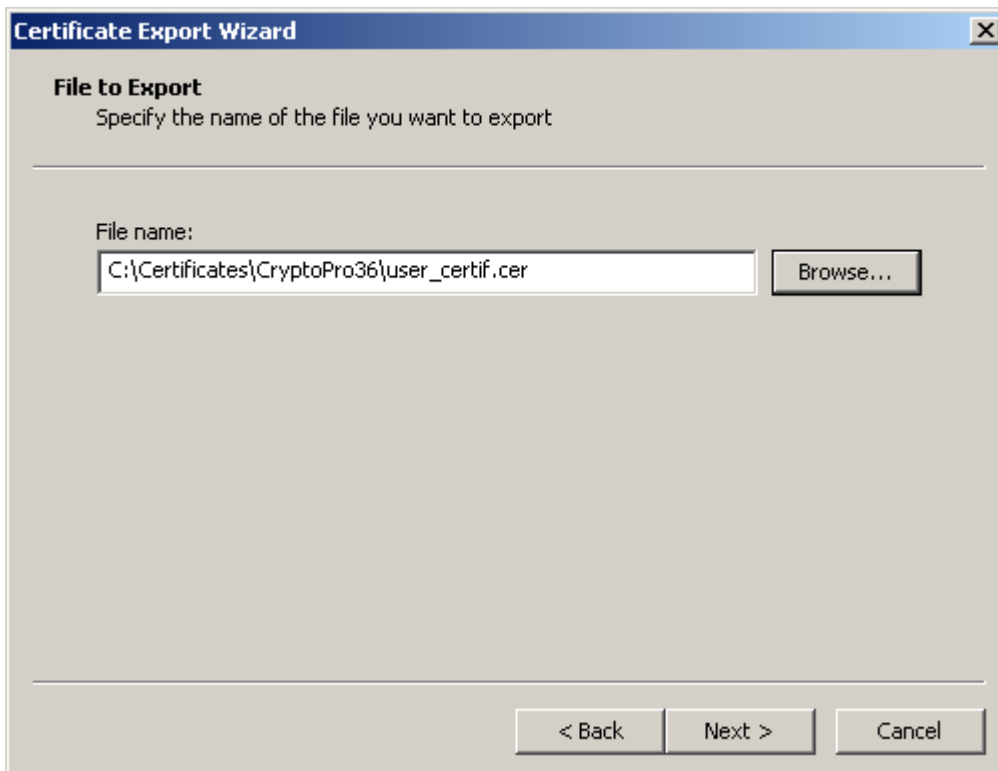 Certificate Export Wizard
File to Export
Specify the name of the file you want to export
File name:
C:\Certificates\CryptoPro36\user_certif.cer
Browse...
< Back
Next >
Cancel